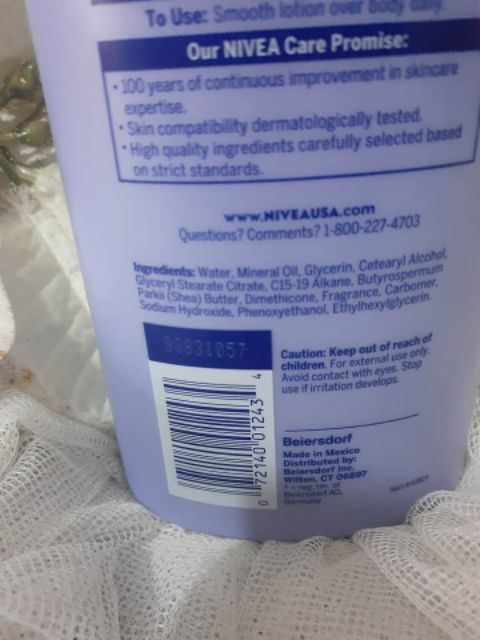 To Use: Smooth lotion over body daily.
Our NIVEA Care Promise:
• 100 years of continuous improvement in skincare
expertise.
• Skin compatibility dermatologically tested.
• High quality ingredients carefully selected based
on strict standards.
www.NIVEAUSA.com
Questions? Comments? 1-800-227-4703
Ingredients: Water, Mineral Oil, Glycerin, Cetearyl Alcohol,
Glyceryl Stearate Citrate, C15-19 Alkane, Butyrospermum
Parkii (Shea) Butter, Dimethicone, Fragrance, Carbomer,
Sodium Hydroxide, Phenoxyethanol, Ethylhexylglycerin.
93831057
0 72140 01243 4
Caution: Keep out of reach of
children. For external use only.
Avoid contact with eyes. Stop
use if irritation develops.
Beiersdorf
Made in Mexico
Distributed by:
Beiersdorf Inc.
Wilton, CT 06897
® = reg. tm. of
Beiersdorf AG,
Germany